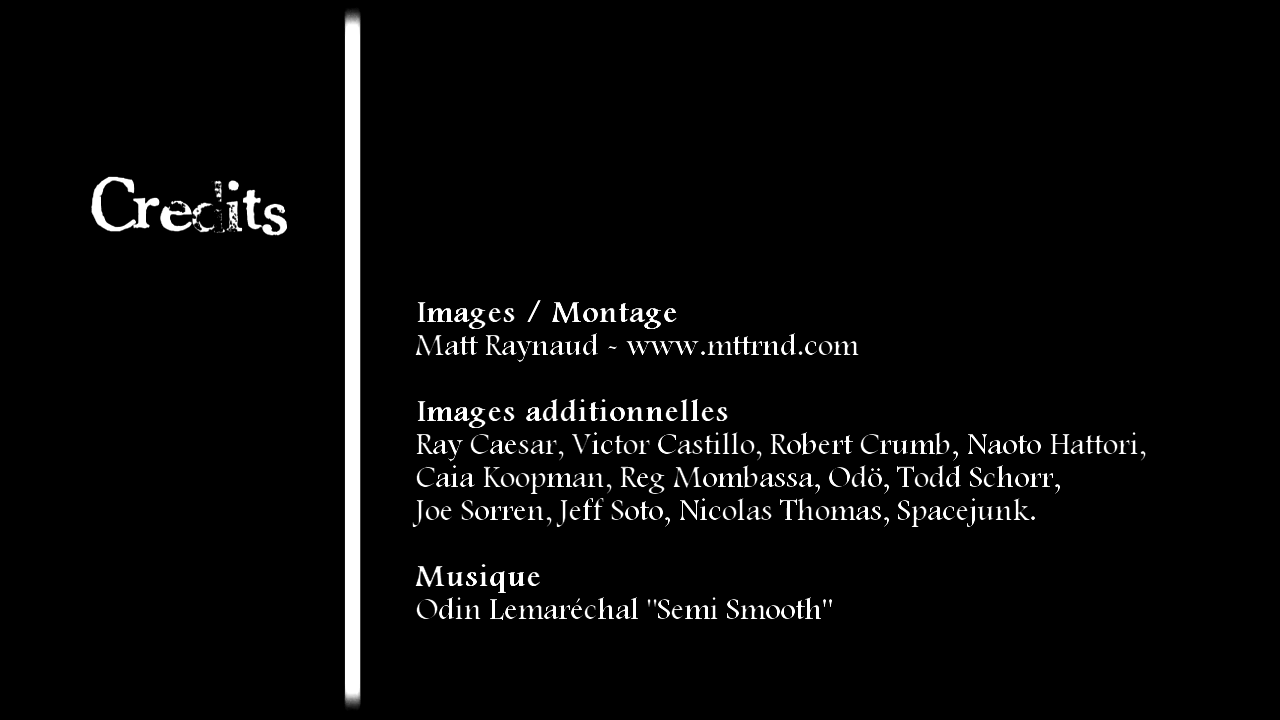 Credits
Images / Montage
Matt Raynaud - www.mttrnd.com
Images additionnelles
Ray Caesar, Victor Castillo, Robert Crumb, Naoto Hattori,
Caia Koopman, Reg Mombassa, Odö, Todd Schorr,
Joe Sorren, Jeff Soto, Nicolas Thomas, Spacejunk.
Musique
Odin Lemaréchal "Semi Smooth"